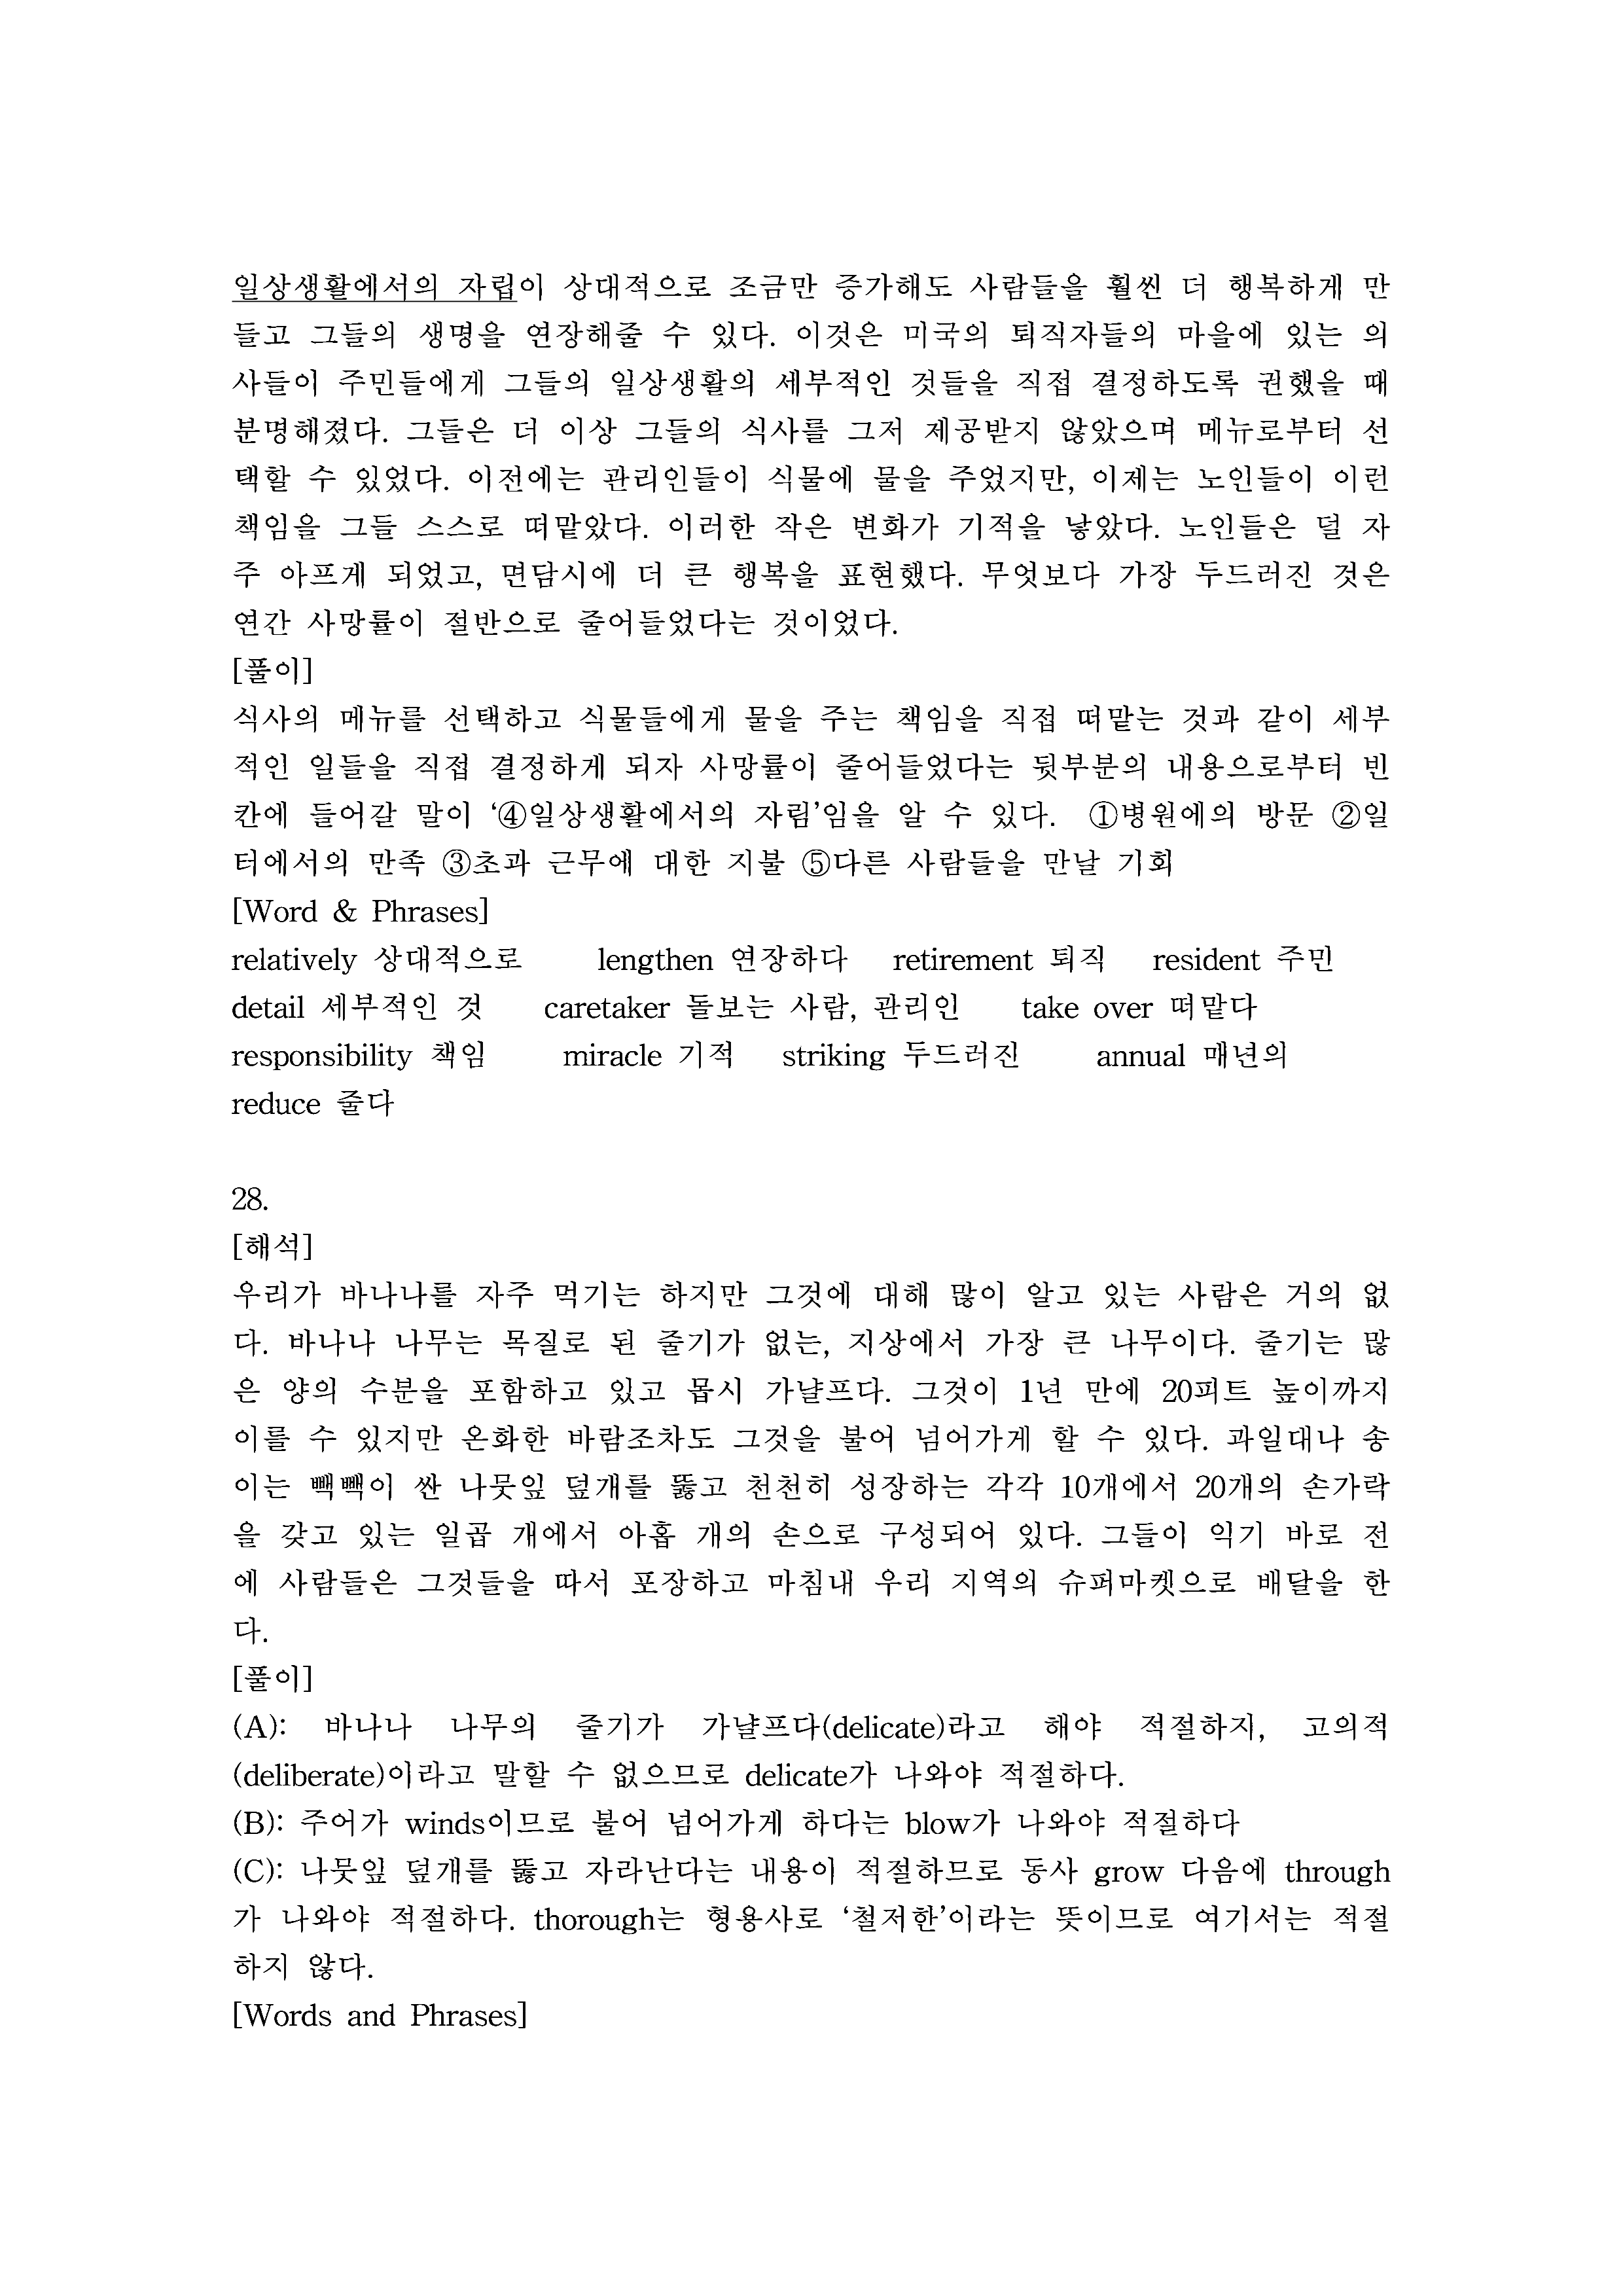 일상생활에서의 자립이 상대적으로 조금만 증가해도 사람들을 훨씬 더 행복하게 만
들고 그들의 생명을 연장해줄 수 있다. 이것은 미국의 퇴직자들의 마을에 있는 의
사들이 주민들에게 그들의 일상생활의 세부적인 것들을 직접 결정하도록 권했을 때
분명해졌다. 그들은 더 이상 그들의 식사를 그저 제공받지 않았으며 메뉴로부터 선
택할 수 있었다. 이전에는 관리인들이 식물에 물을 주었지만, 이제는 노인들이 이런
책임을 그들 스스로 떠맡았다. 이러한 작은 변화가 기적을 낳았다. 노인들은 덜 자
주 아프게 되었고, 면담시에 더 큰 행복을 표현했다. 무엇보다 가장 두드러진 것은
연간 사망률이 절반으로 줄어들었다는 것이었다.
[풀이]
식사의 메뉴를 선택하고 식물들에게 물을 주는 책임을 직접 떠맡는 것과 같이 세부
적인 일들을 직접 결정하게 되자 사망률이 줄어들었다는 뒷부분의 내용으로부터 빈
칸에 들어갈 말이 ‘④일상생활에서의 자립’임을 알 수 있다. ①병원에의 방문 ②일
터에서의 만족 ③초과 근무에 대한 지불 ⑤다른 사람들을 만날 기회
[Word & Phrases]
relatively 상대적으로 lengthen 연장하다 retirement 퇴직 resident 주민
detail 세부적인 것 caretaker 돌보는 사람, 관리인 take over 떠맡다
responsibility 책임 miracle 기적 striking 두드러진 annual 매년의
reduce 줄다
28.
[해석]
우리가 바나나를 자주 먹기는 하지만 그것에 대해 많이 알고 있는 사람은 거의 없
다. 바나나 나무는 목질로 된 줄기가 없는, 지상에서 가장 큰 나무이다. 줄기는 많
은 양의 수분을 포함하고 있고 몹시 가냘프다. 그것이 1년 만에 20피트 높이까지
이를 수 있지만 온화한 바람조차도 그것을 불어 넘어가게 할 수 있다. 과일대나 송
이는 빽빽이 싼 나뭇잎 덮개를 뚫고 천천히 성장하는 각각 10개에서 20개의 손가락
을 갖고 있는 일곱 개에서 아홉 개의 손으로 구성되어 있다. 그들이 익기 바로 전
에 사람들은 그것들을 따서 포장하고 마침내 우리 지역의 슈퍼마켓으로 배달을 한
다.
[풀이]
(A): 바나나 나무의 줄기가 가냘프다(delicate)라고 해야 적절하지, 고의적
(deliberate)이라고 말할 수 없으므로 delicate가 나와야 적절하다.
(B): 주어가 winds이므로 불어 넘어가게 하다는 blow가 나와야 적절하다
(C): 나뭇잎 덮개를 뚫고 자라난다는 내용이 적절하므로 동사 grow 다음에 through
가 나와야 적절하다. thorough는 형용사로 ‘철저한’이라는 뜻이므로 여기서는 적절
하지 않다.
[Words and Phrases]